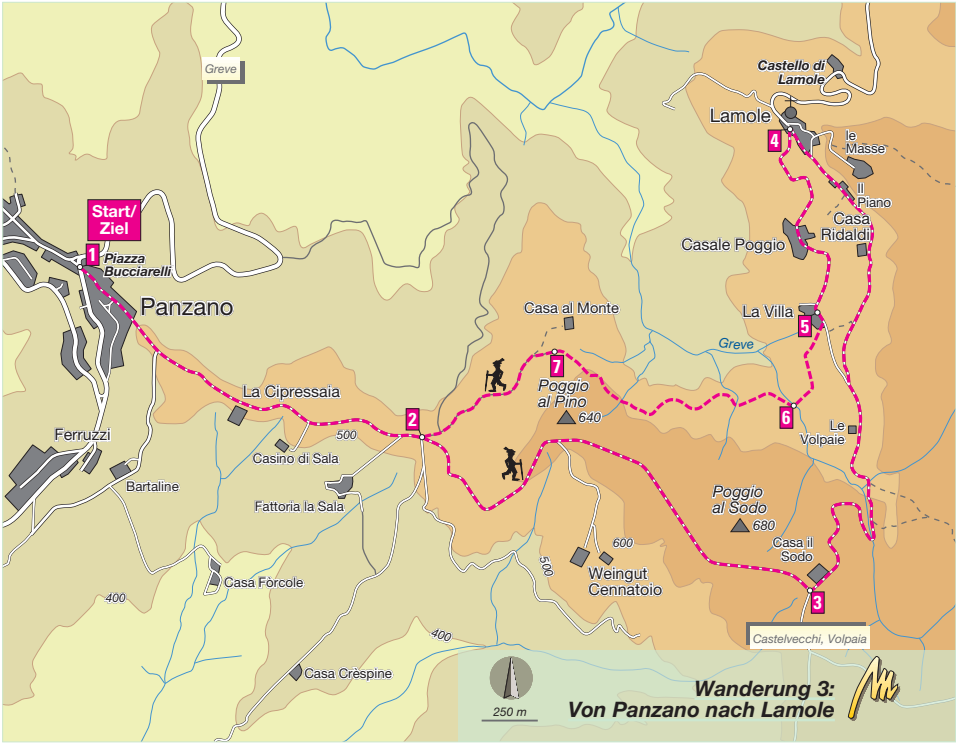 Greve
Castello di
Lamole
Lamole
4
le
Masse
Il
Piano
Casa
Ridaldi
Start/
Ziel
1
Piazza
Bucciarelli
Casale Poggio
Panzano
Casa al Monte
La Villa
5
Greve
7
Poggio
al Pino
640
La Cipressaia
2
6
Le
Volpaie
500
Ferruzzi
Casino di Sala
Bartaline
Fattoria la Sala
Poggio
al Sodo
680
Casa il
Sodo
600
500
Weingut
Cennatoio
Casa Fòrcole
400
3
400
Castelvecchi, Volpaia
Casa Crèspine
250 m
Wanderung 3:
Von Panzano nach Lamole